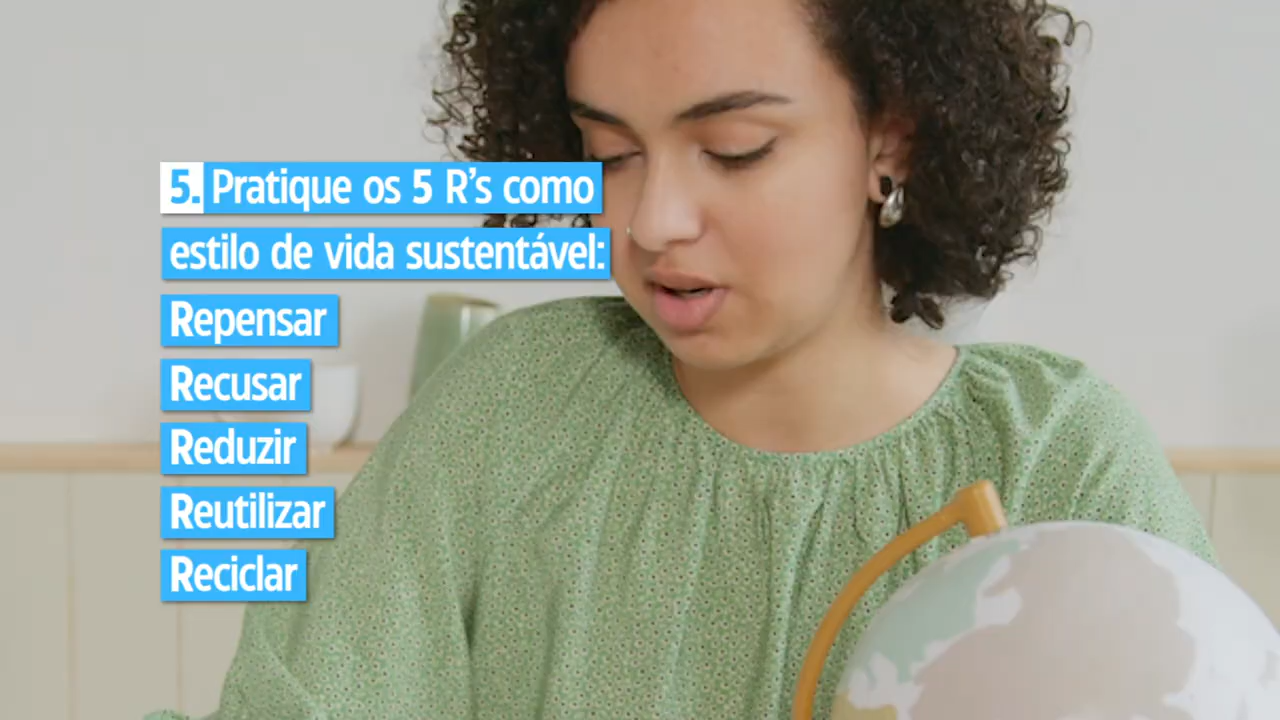 5. Pratique os 5 R's como
estilo de vida sustentável:
Repensar
Recusar
Reduzir
Reutilizar
Reciclar